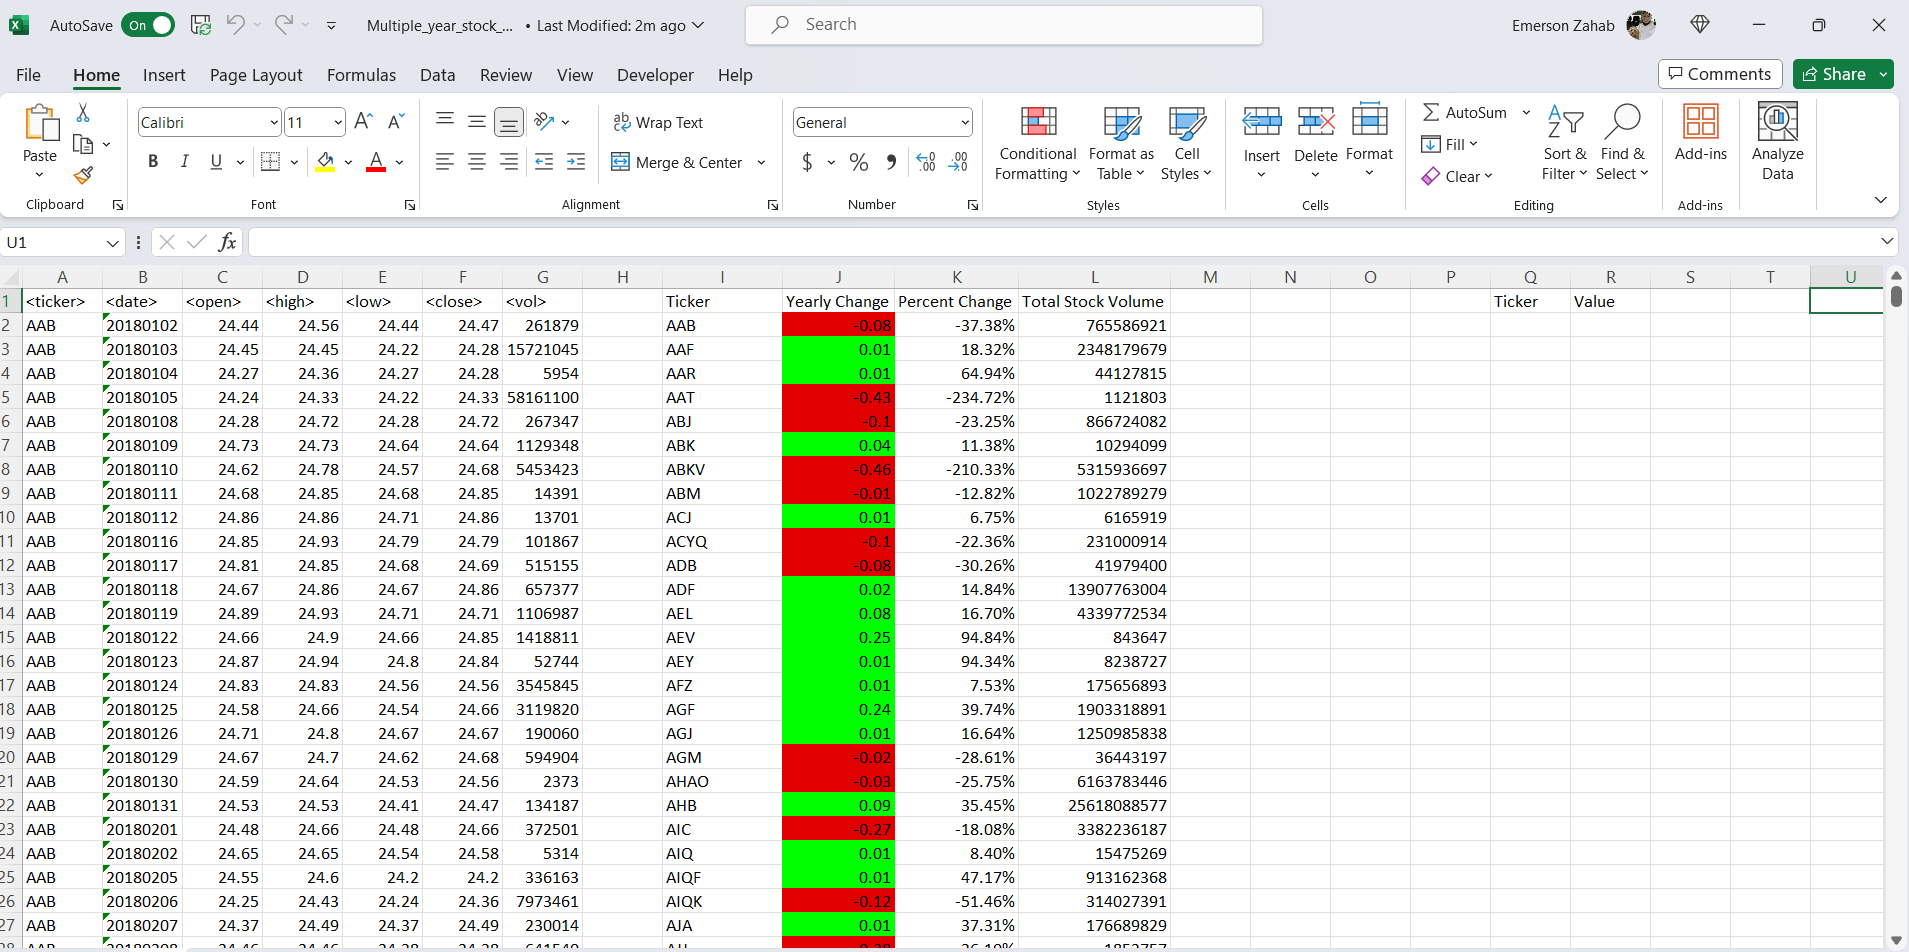 AutoSave On Multiple_year_stock_... • Last Modified: 2m ago Search Emerson Zahab
File Home Insert Page Layout Formulas Data Review View Developer Help Comments Share
Paste Calibri 11 Wrap Text General Conditional Formatting Format as Table Cell Styles Insert Delete Format AutoSum Fill Clear Sort & Filter Find & Select Add-ins Analyze Data
B I U A Merge & Center $ % 9 .00
Clipboard Font Alignment Number Styles Cells Editing Add-ins
U1 fx
A B C D E F G H I J K L M N O P Q R S T U
1 <ticker> <date> <open> <high> <low> <close> <vol> Ticker Yearly Change Percent Change Total Stock Volume Ticker Value
2 AAB 20180102 24.44 24.56 24.44 24.47 261879 AAB -0.08 -37.38% 765586921
3 AAB 20180103 24.45 24.45 24.22 24.28 15721045 AAF 0.01 18.32% 2348179679
4 AAB 20180104 24.27 24.36 24.27 24.28 5954 AAR 0.01 64.94% 44127815
5 AAB 20180105 24.24 24.33 24.22 24.33 58161100 AAT -0.43 -234.72% 1121803
6 AAB 20180108 24.28 24.72 24.28 24.72 267347 ABJ -0.1 -23.25% 866724082
7 AAB 20180109 24.73 24.73 24.64 24.64 1129348 ABK 0.04 11.38% 10294099
8 AAB 20180110 24.62 24.78 24.57 24.68 5453423 ABKV -0.46 -210.33% 5315936697
9 AAB 20180111 24.68 24.85 24.68 24.85 14391 ABM -0.01 -12.82% 1022789279
10 AAB 20180112 24.86 24.86 24.71 24.86 13701 ACJ 0.01 6.75% 6165919
11 AAB 20180116 24.85 24.93 24.79 24.79 101867 ACYQ -0.1 -22.36% 231000914
12 AAB 20180117 24.81 24.85 24.68 24.69 515155 ADB -0.08 -30.26% 41979400
13 AAB 20180118 24.67 24.86 24.67 24.86 657377 ADF 0.02 14.84% 13907763004
14 AAB 20180119 24.89 24.93 24.71 24.71 1106987 AEL 0.08 16.70% 4339772534
15 AAB 20180122 24.66 24.9 24.66 24.85 1418811 AEV 0.25 94.84% 843647
16 AAB 20180123 24.87 24.94 24.8 24.84 52744 AEY 0.01 94.34% 8238727
17 AAB 20180124 24.83 24.83 24.56 24.56 3545845 AFZ 0.01 7.53% 175656893
18 AAB 20180125 24.58 24.66 24.54 24.66 3119820 AGF 0.24 39.74% 1903318891
19 AAB 20180126 24.71 24.8 24.67 24.67 190060 AGJ 0.01 16.64% 1250985838
20 AAB 20180129 24.67 24.7 24.62 24.68 594904 AGM -0.02 -28.61% 36443197
21 AAB 20180130 24.59 24.64 24.53 24.56 2373 AHAO -0.03 -25.75% 6163783446
22 AAB 20180131 24.53 24.53 24.41 24.47 134187 AHB 0.09 35.45% 25618088577
23 AAB 20180201 24.48 24.66 24.48 24.66 372501 AIC -0.27 -18.08% 3382236187
24 AAB 20180202 24.65 24.65 24.54 24.58 5314 AIQ 0.01 8.40% 15475269
25 AAB 20180205 24.55 24.6 24.2 24.2 336163 AIQF 0.01 47.17% 913162368
26 AAB 20180206 24.25 24.43 24.24 24.36 7973461 AIQK -0.12 -51.46% 314027391
27 AAB 20180207 24.37 24.49 24.37 24.49 230014 AJA 0.01 37.31% 176689829